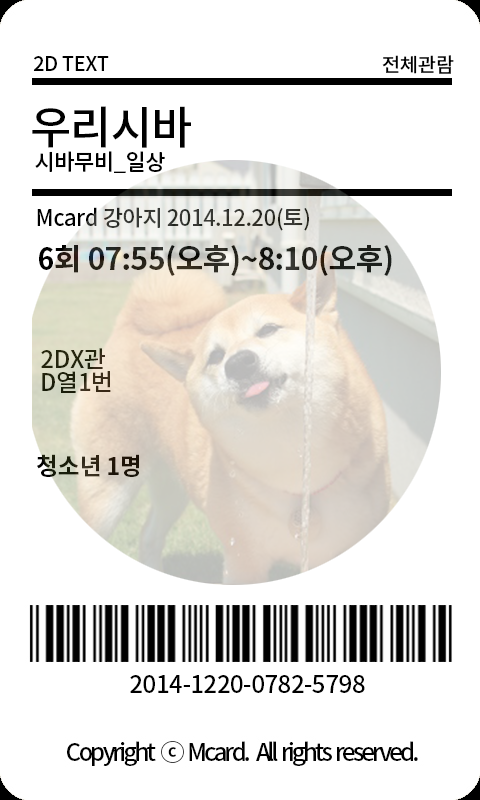 2D TEXT 전체관람
우리시바
시바무비_일상
Mcard 강아지 2014.12.20(토)
6회 07:55(오후)~8:10(오후)
2DX관
D열1번
청소년 1명
2014-1220-0782-5798
Copyright ⓒ Mcard. All rights reserved.